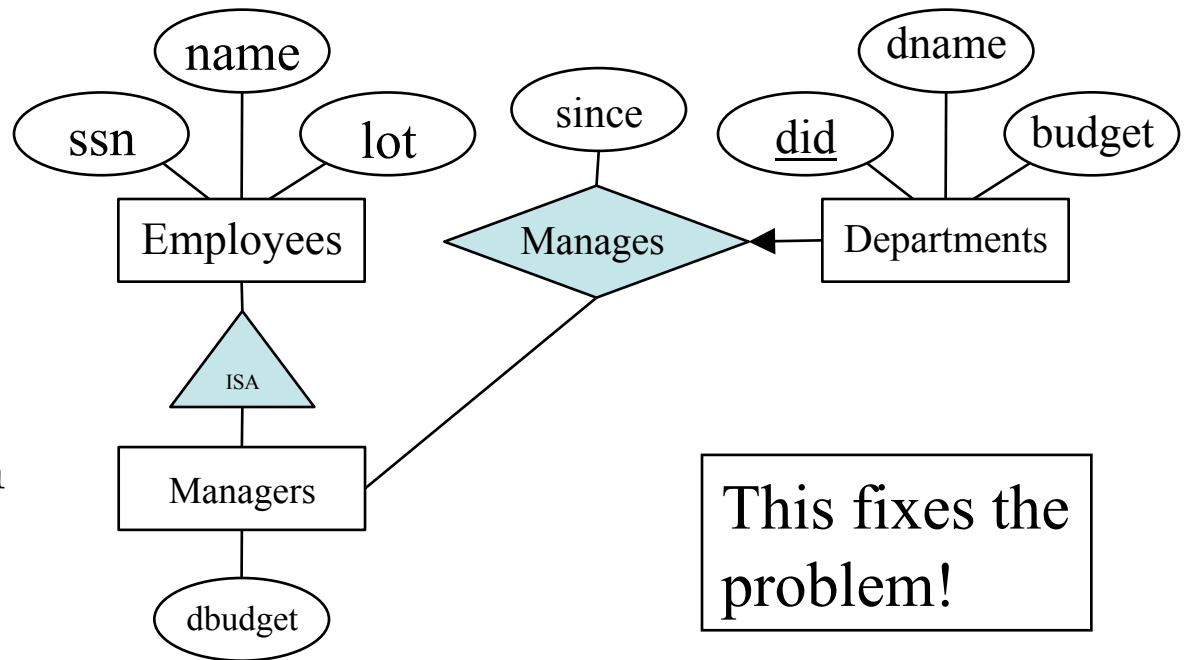 name
dname
since
ssn
lot
did
budget
Employees
Manages
Departments
ISA
Managers
This fixes the
problem!
dbudget